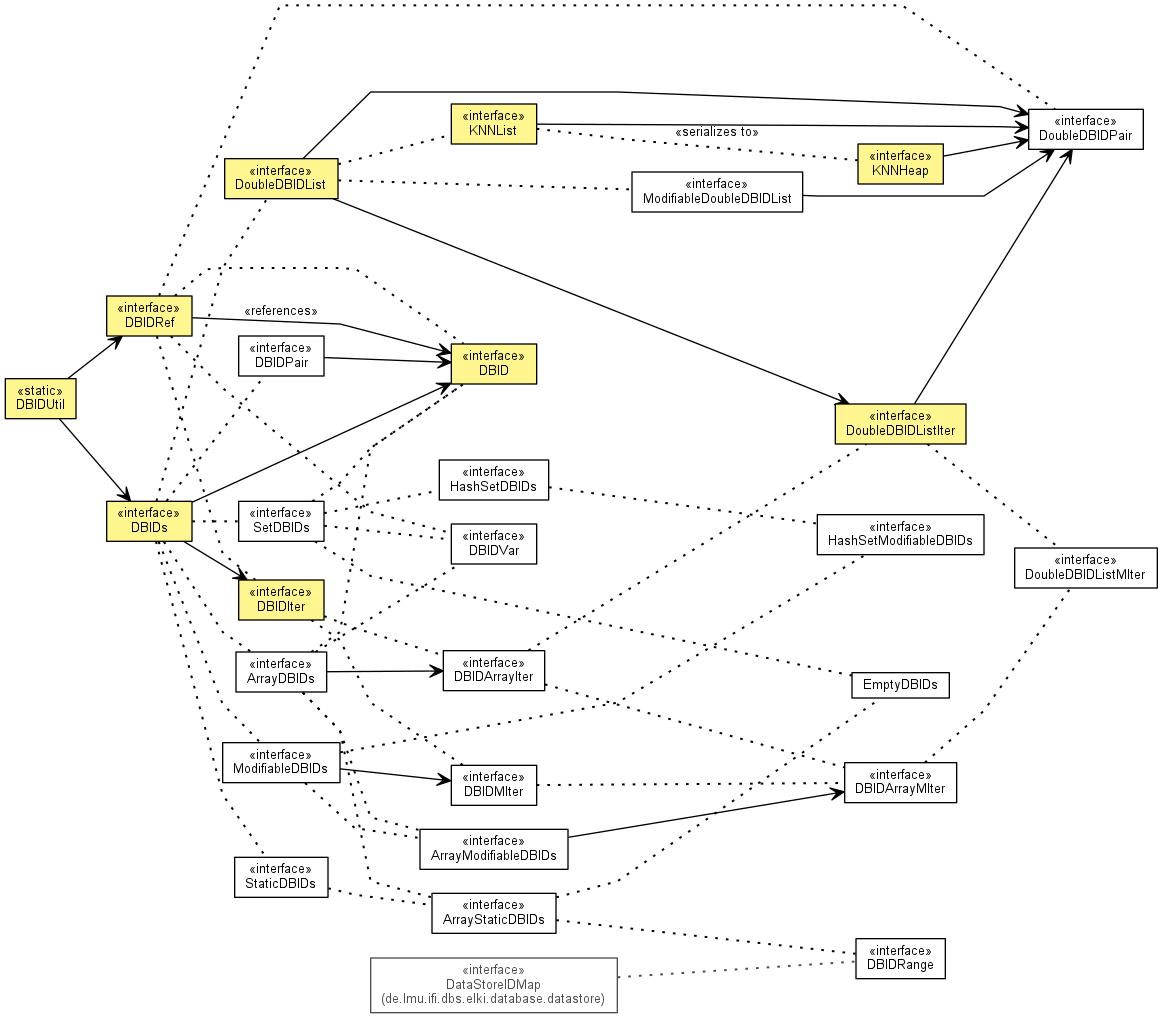 «interface»
KNNList
«interface»
DoubleDBIDPair
«serializes to»
«interface»
KNNHeap
«interface»
DoubleDBIDList
«interface»
ModifiableDoubleDBIDList
«interface»
DBIDRef
«references»
«interface»
DBIDPair
«interface»
DBID
«static»
DBIDUtil
«interface»
DoubleDBIDListIter
«interface»
HashSetDBIDs
«interface»
DBIDs
«interface»
SetDBIDs
«interface»
DBIDVar
«interface»
HashSetModifiableDBIDs
«interface»
DoubleDBIDListMIter
«interface»
DBIDIter
«interface»
ArrayDBIDs
«interface»
DBIDArrayIter
EmptyDBIDs
«interface»
ModifiableDBIDs
«interface»
DBIDMIter
«interface»
DBIDArrayMIter
«interface»
ArrayModifiableDBIDs
«interface»
StaticDBIDs
«interface»
ArrayStaticDBIDs
«interface»
DBIDRange
«interface»
DataStoreIDMap
(de.lmu.ifi.dbs.elki.database.datastore)